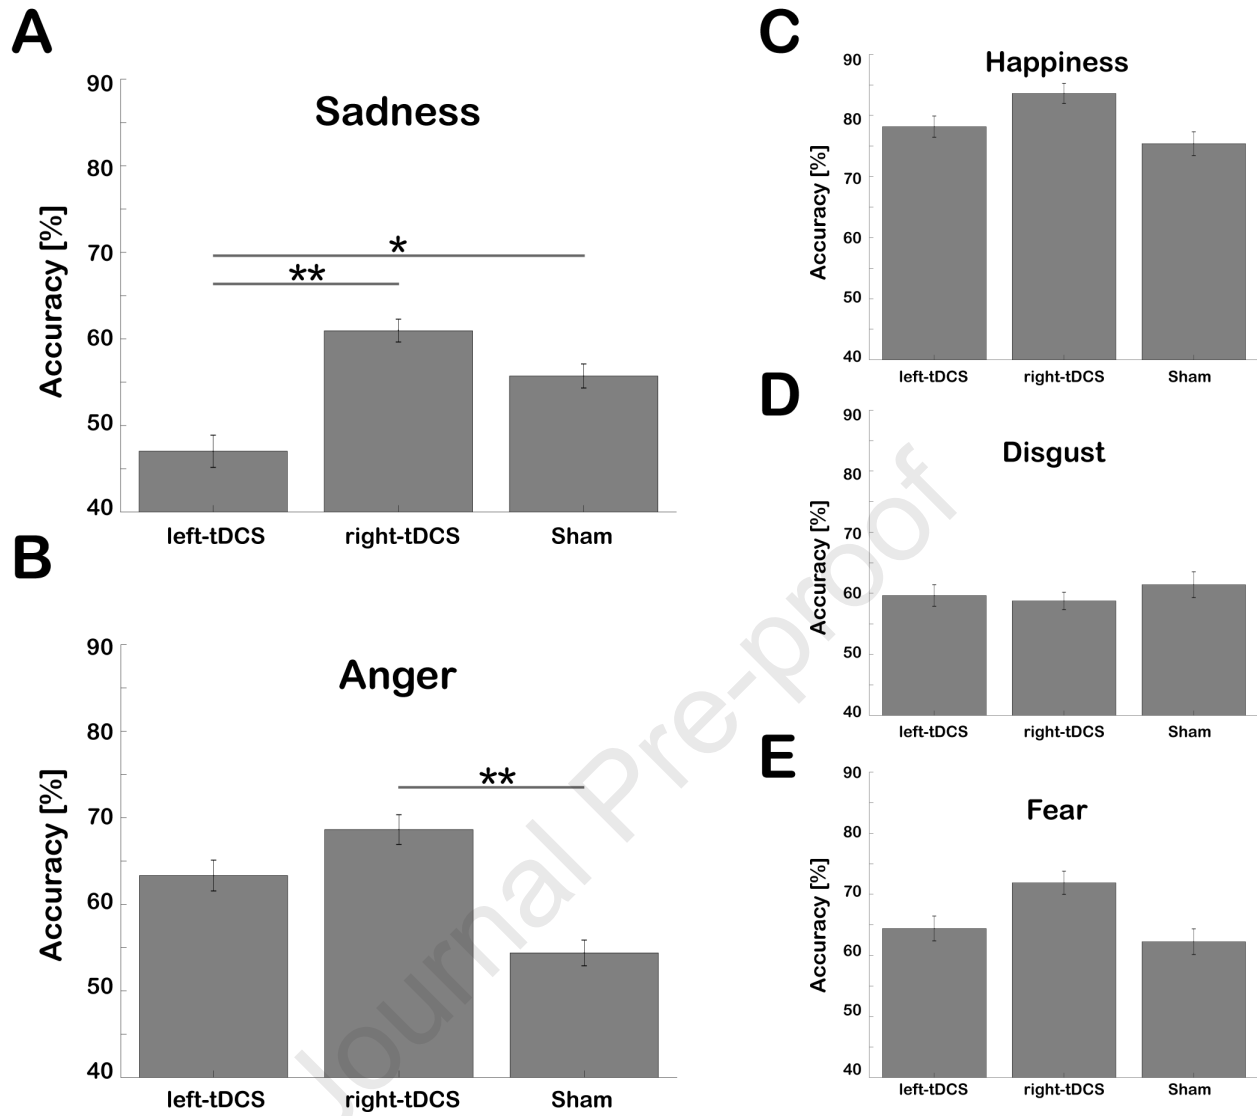 A
Sadness
Accuracy [%]
90
80
70
60
50
40
*
**
left-tDCS
right-tDCS
Sham
B
Anger
Accuracy [%]
90
80
70
60
50
40
**
left-tDCS
right-tDCS
Sham
C
Happiness
Accuracy [%]
90
80
70
60
50
40
left-tDCS
right-tDCS
Sham
D
Disgust
Accuracy [%]
90
80
70
60
50
40
left-tDCS
right-tDCS
Sham
E
Fear
Accuracy [%]
90
80
70
60
50
40
left-tDCS
right-tDCS
Sham
Journal Pre-proof